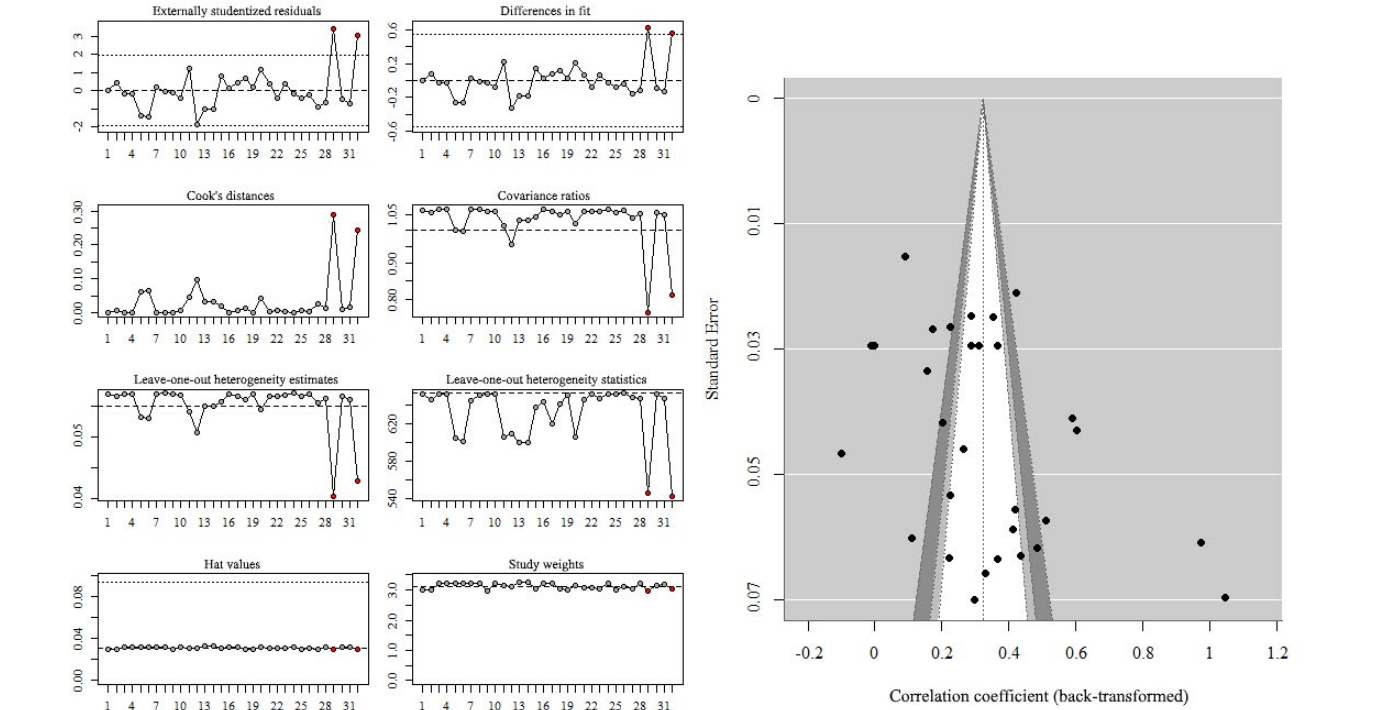 Externally studentized residuals
3
2
1
0
-2
1 4 7 10 13 16 19 22 25 28 31
Differences in fit
0.6
0.2
-0.2
-0.6
1 4 7 10 13 16 19 22 25 28 31
Cook's distances
0.30
0.20
0.10
0.00
1 4 7 10 13 16 19 22 25 28 31
Covariance ratios
1.05
0.90
0.80
1 4 7 10 13 16 19 22 25 28 31
Leave-one-out heterogeneity estimates
0.05
0.04
1 4 7 10 13 16 19 22 25 28 31
Leave-one-out heterogeneity statistics
620
580
540
1 4 7 10 13 16 19 22 25 28 31
Hat values
0.08
0.04
0.00
1 4 7 10 13 16 19 22 25 28 31
Study weights
3.0
2.0
1.0
0.0
1 4 7 10 13 16 19 22 25 28 31
Standard Error
0
0.01
0.03
0.05
0.07
-0.2 0 0.2 0.4 0.6 0.8 1 1.2
Correlation coefficient (back-transformed)